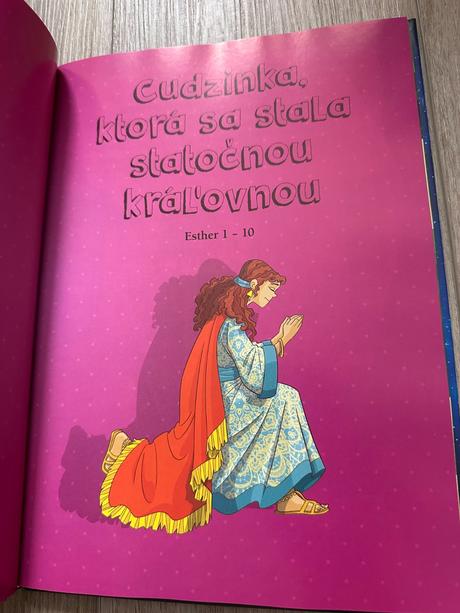 Cudzinka,
ktorá sa stala
statočnou
kráľovnou
Esther 1 – 10